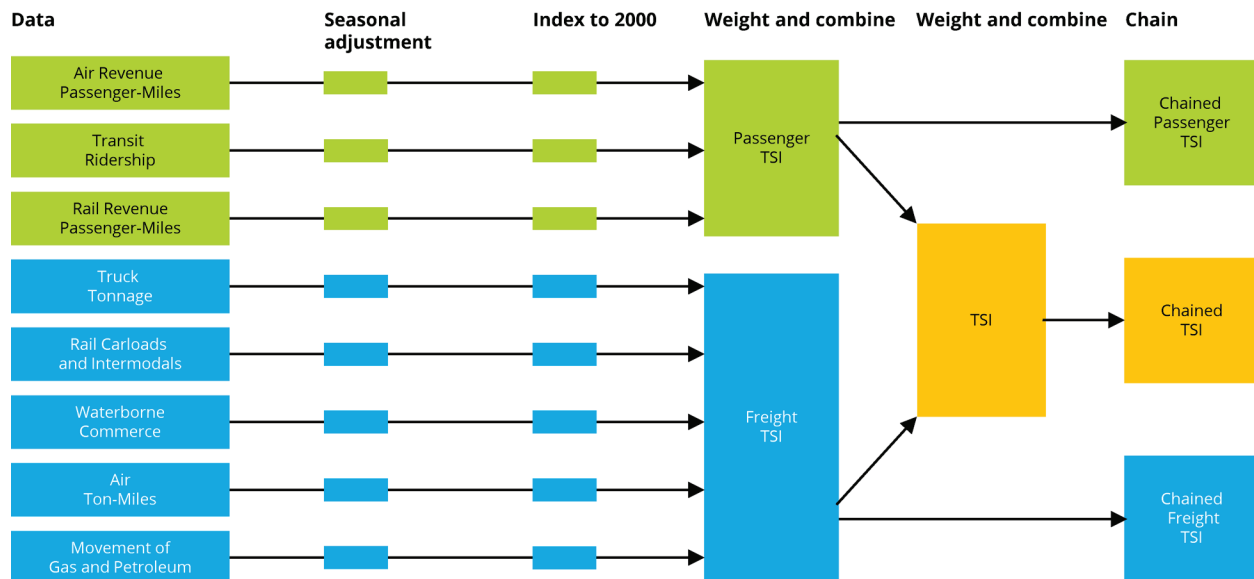 Data
Seasonal
adjustment
Index to 2000
Weight and combine
Weight and combine
Chain
Air Revenue
Passenger-Miles
Transit
Ridership
Rail Revenue
Passenger-Miles
Truck
Tonnage
Rail Carloads
and Intermodals
Waterborne
Commerce
Air
Ton-Miles
Movement of
Gas and Petroleum
Passenger
TSI
Freight
TSI
TSI
Chained
Passenger
TSI
Chained
TSI
Chained
Freight
TSI